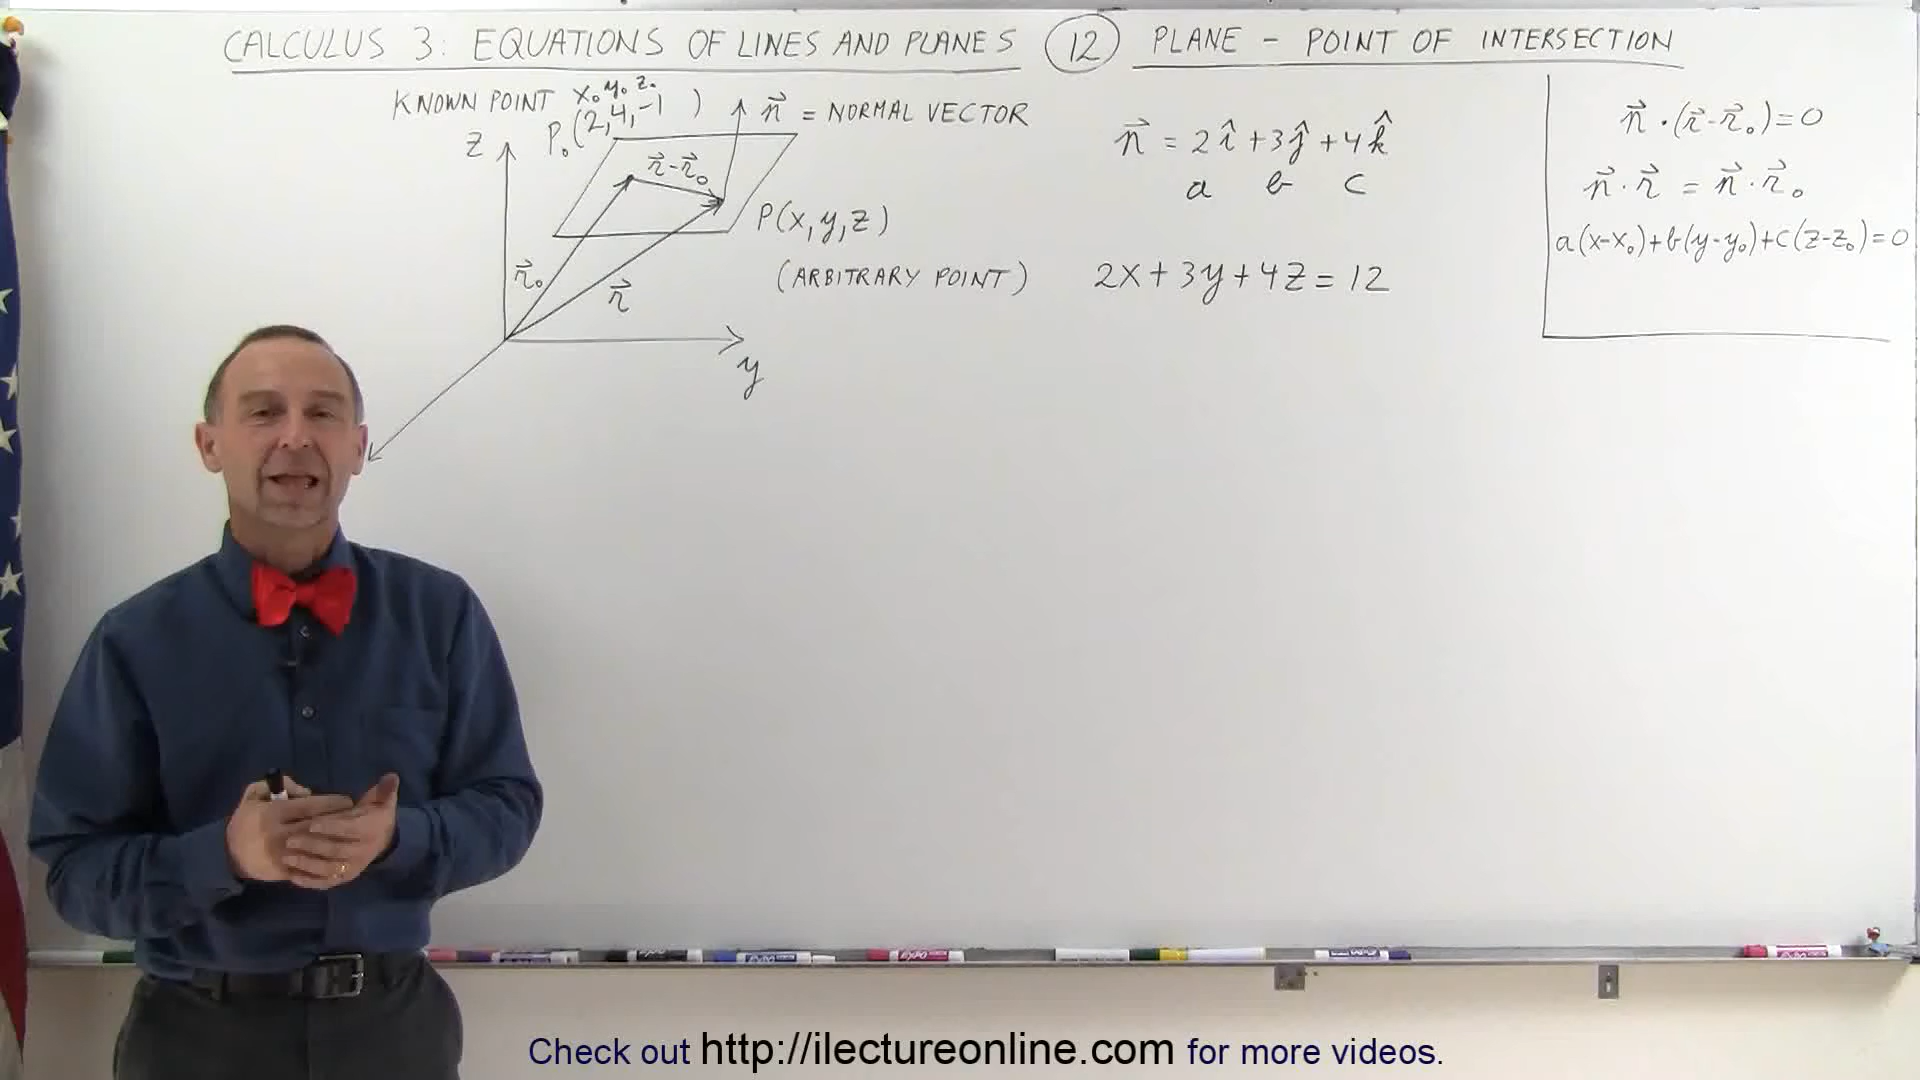 CALCULUS 3: EQUATIONS OF LINES AND PLANES (12) PLANE - POINT OF INTERSECTION
KNOWN POINT x₀ y₀ z₀
P₀(2,4,-1)
n⃗ = NORMAL VECTOR
z
r⃗-r⃗₀
P(x,y,z)
(ARBITRARY POINT)
r⃗₀
r⃗
y
n⃗ = 2î+3ĵ+4k̂
a b c
2x+3y+4z=12
n⃗·(r⃗-r⃗₀)=0
n⃗·r⃗ = n⃗·r⃗₀
a(x-x₀)+b(y-y₀)+c(z-z₀)=0
EXPO
Check out http://ilectureonline.com for more videos.